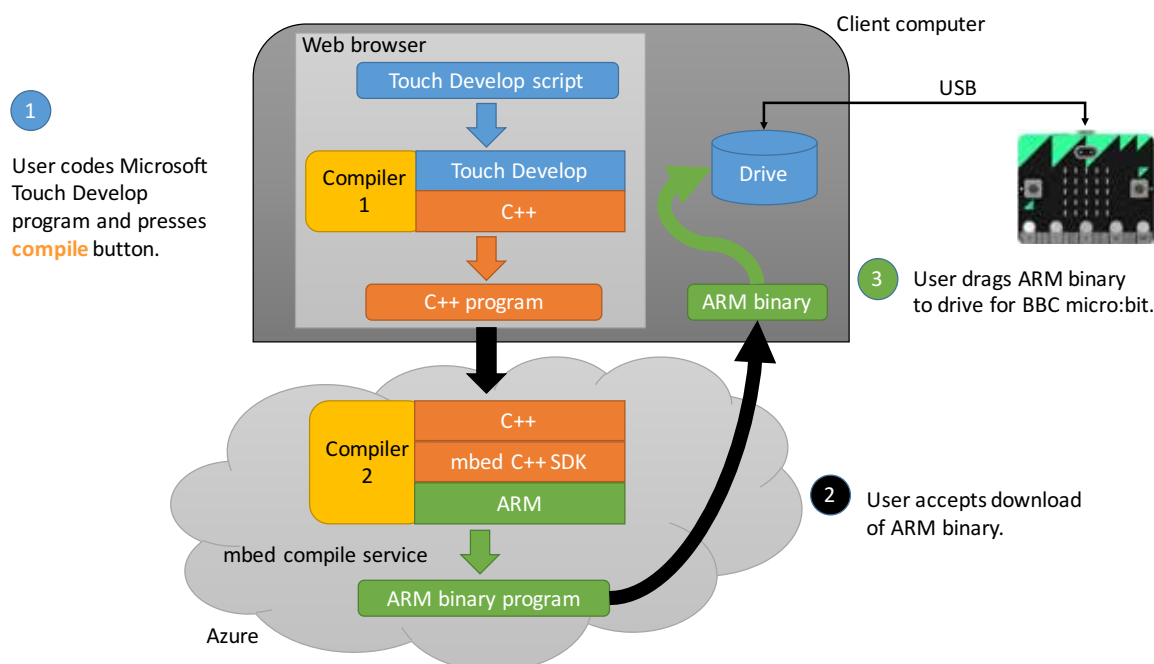 Client computer
Web browser
Touch Develop script
USB
1
User codes Microsoft
Touch Develop
program and presses
compile button.
Compiler
1
Touch Develop
C++
Drive
C++ program
ARM binary
3
User drags ARM binary
to drive for BBC micro:bit.
Compiler
2
C++
mbed C++ SDK
ARM
2
User accepts download
of ARM binary.
mbed compile service
ARM binary program
Azure